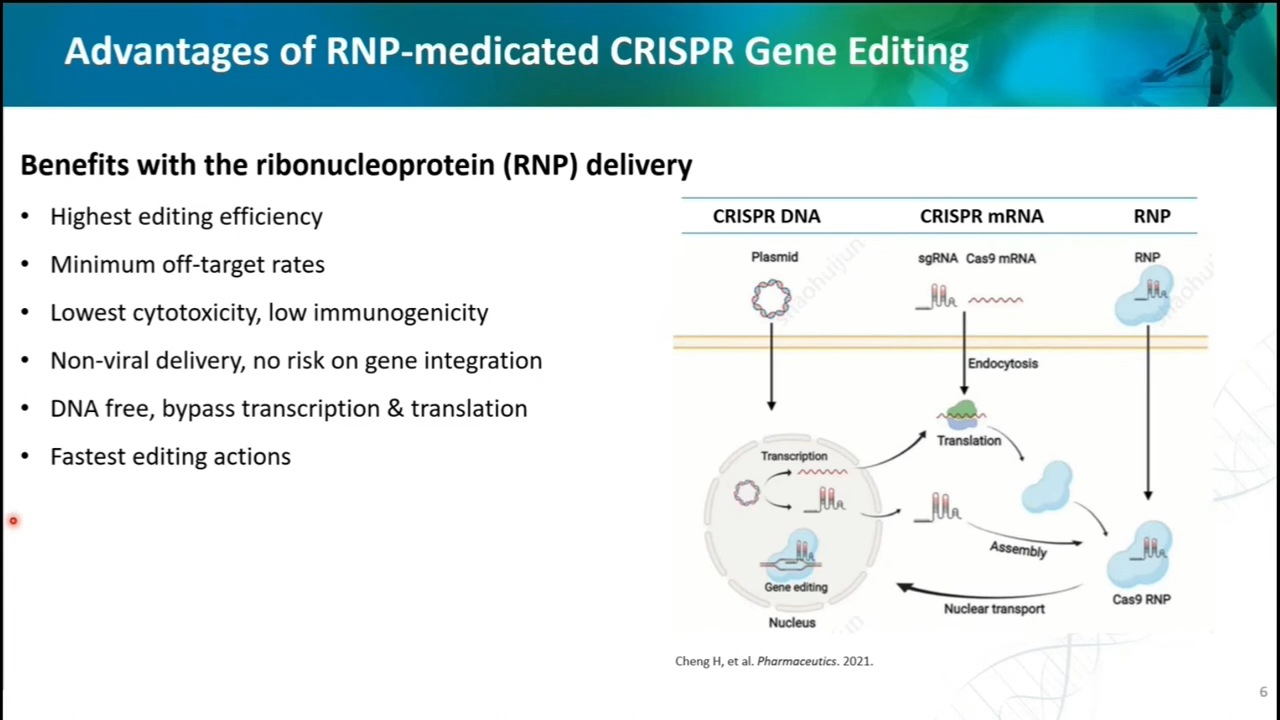 Advantages of RNP-medicated CRISPR Gene Editing
Benefits with the ribonucleoprotein (RNP) delivery
• Highest editing efficiency
• Minimum off-target rates
• Lowest cytotoxicity, low immunogenicity
• Non-viral delivery, no risk on gene integration
• DNA free, bypass transcription & translation
• Fastest editing actions
CRISPR DNA CRISPR mRNA RNP
Plasmid sgRNA Cas9 mRNA RNP
Endocytosis
Translation
Transcription
Assembly
Gene editing
Cas9 RNP
Nuclear transport
Nucleus
Cheng H, et al. Pharmaceutics. 2021.
6